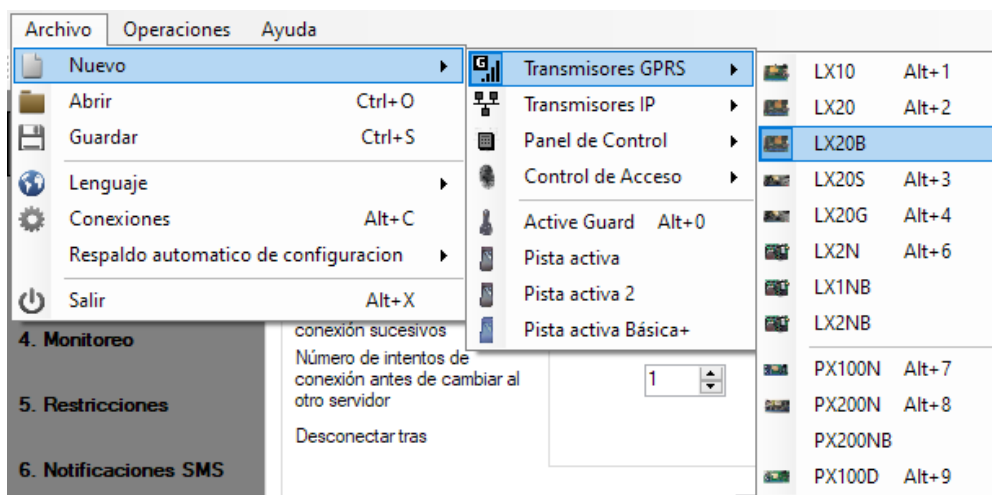 Archivo Operaciones Ayuda
Nuevo
Abrir Ctrl+O
Guardar Ctrl+S
Lenguaje
Conexiones Alt+C
Respaldo automatico de configuracion
Salir Alt+X
G
Transmisores GPRS
Transmisores IP
Panel de Control
Control de Acceso
Active Guard Alt+0
Pista activa
Pista activa 2
Pista activa Básica+
LX10 Alt+1
LX20 Alt+2
LX20B
LX20S Alt+3
LX20G Alt+4
LX2N Alt+6
LX1NB
LX2NB
PX100N Alt+7
PX200N Alt+8
PX200NB
PX100D Alt+9
4. Monitoreo
5. Restricciones
6. Notificaciones SMS
conexión sucesivos
Número de intentos de
conexión antes de cambiar al
otro servidor
1
Desconectar tras